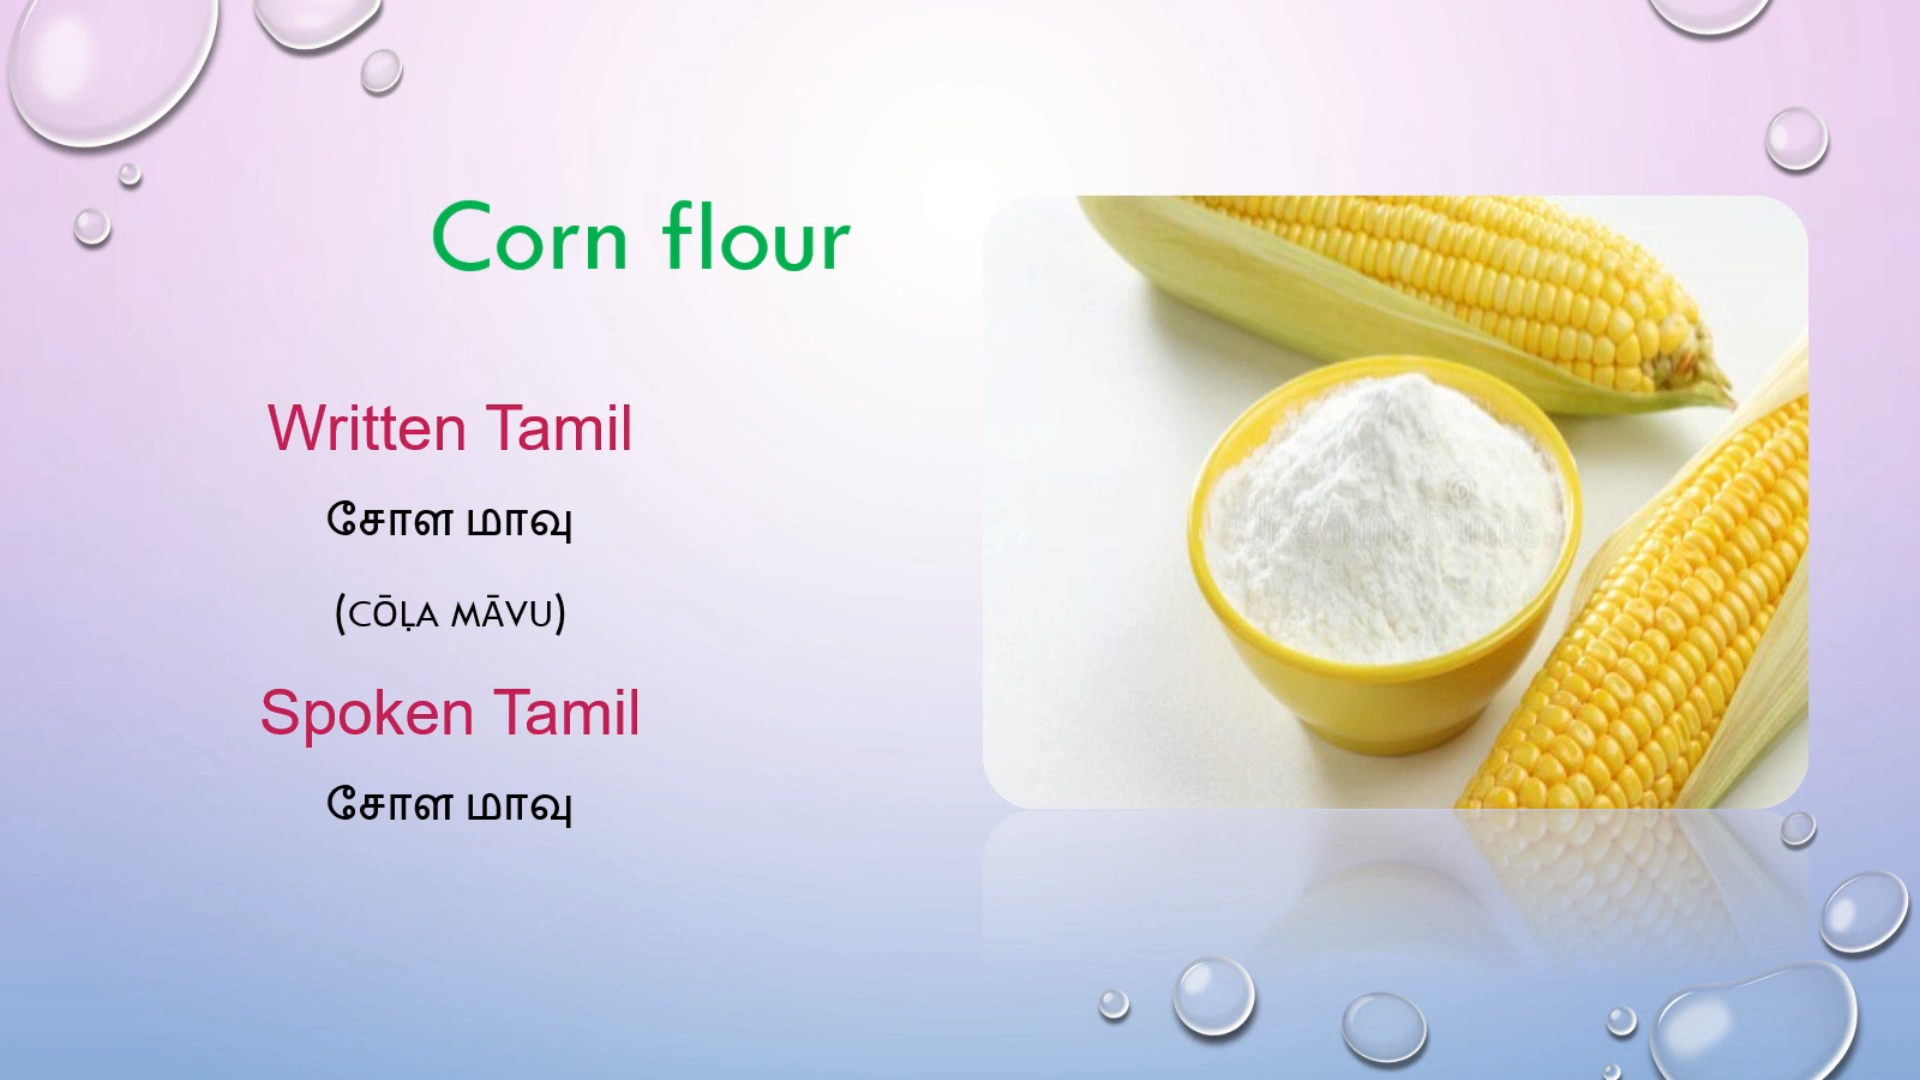 Corn flour
Written Tamil
சோள மாவு
(CŌḶA MĀVU)
Spoken Tamil
சோள மாவு